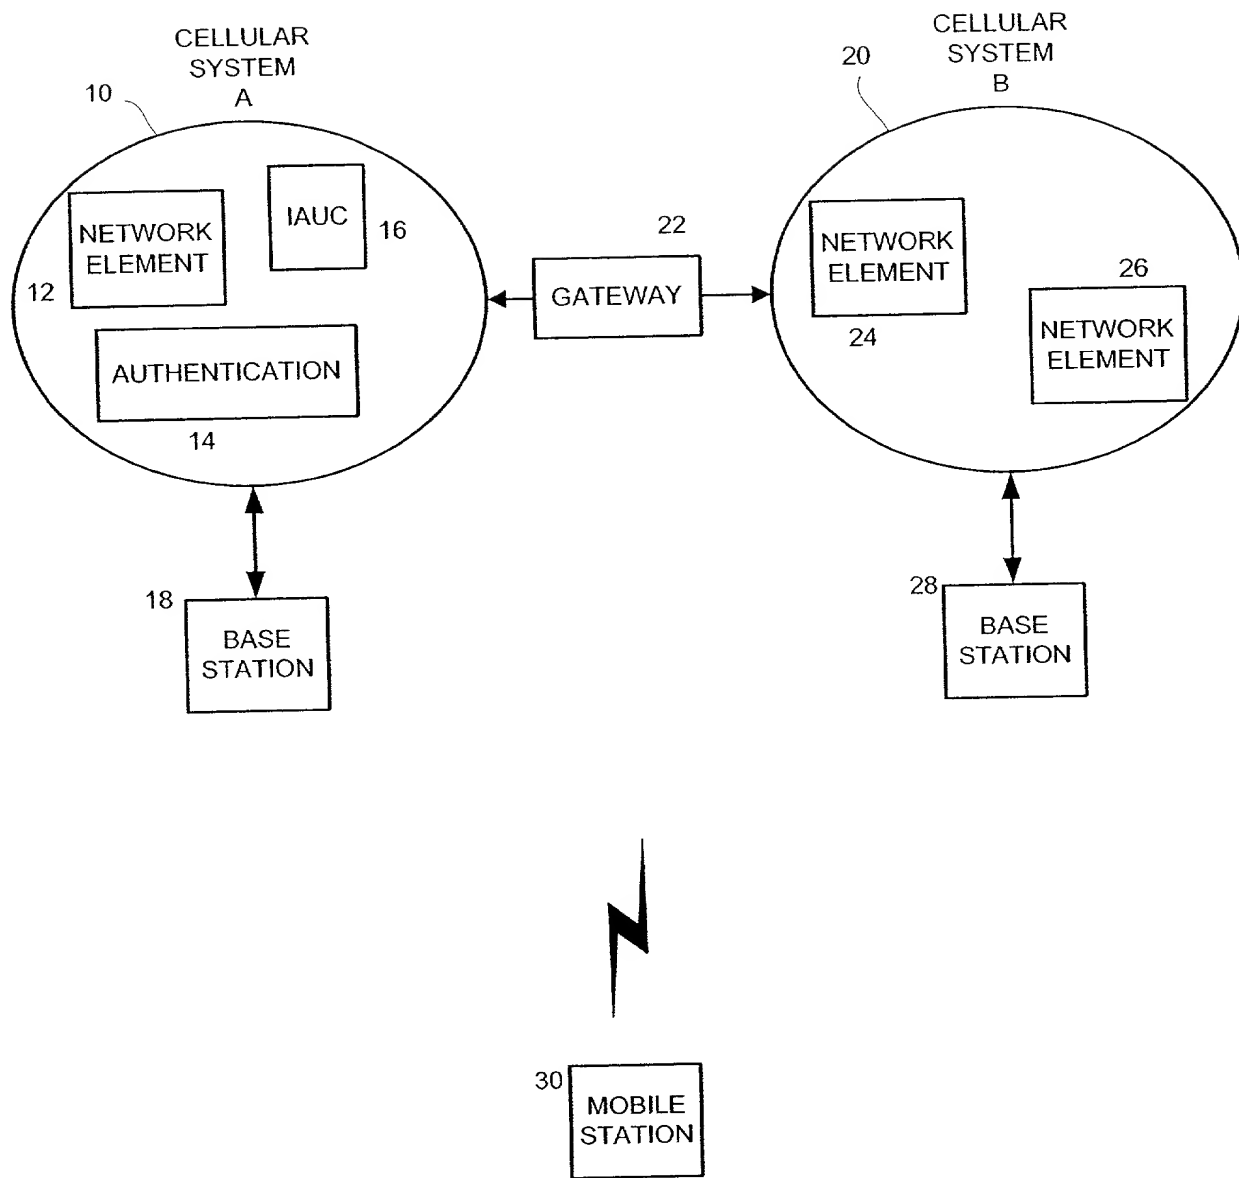 CELLULAR
SYSTEM
A
10
NETWORK
ELEMENT
12
IAUC
16
AUTHENTICATION
14
22
GATEWAY
CELLULAR
SYSTEM
B
20
NETWORK
ELEMENT
24
26
NETWORK
ELEMENT
18
BASE
STATION
28
BASE
STATION
30
MOBILE
STATION